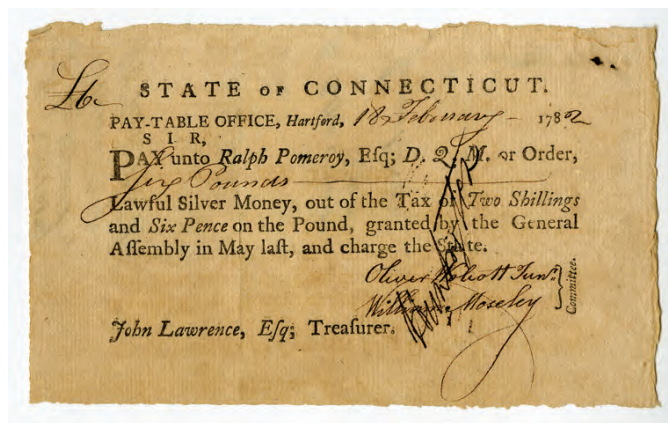 £6
STATE OF CONNECTICUT.
PAY-TABLE OFFICE, Hartford, 18 February 1782
SIR,
PAY unto Ralph Pomeroy, Eſq; D. Q. M. or Order,
Six Pounds
Lawful Silver Money, out of the Tax of Two Shillings
and Six Pence on the Pound, granted by the General
Aſſembly in May laſt, and charge the State.
Oliver Wolcott Junr.
William Moseley
Committee.
John Lawrence, Eſq; Treaſurer.